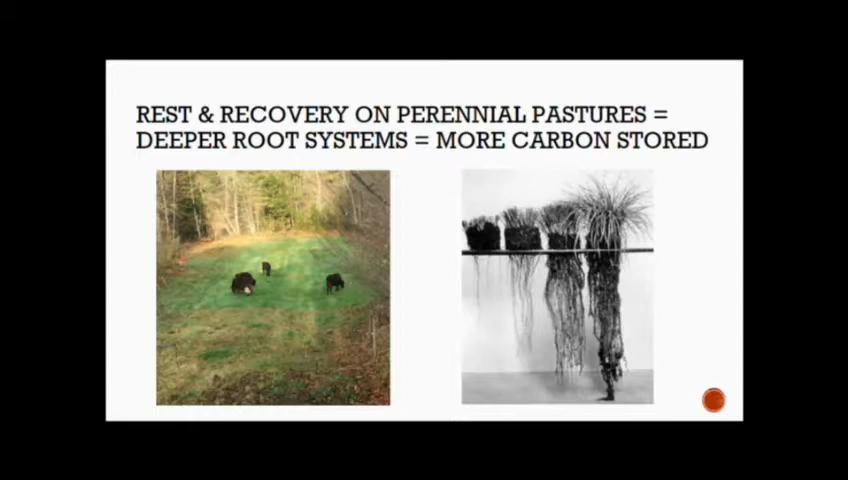 REST & RECOVERY ON PERENNIAL PASTURES =
DEEPER ROOT SYSTEMS = MORE CARBON STORED